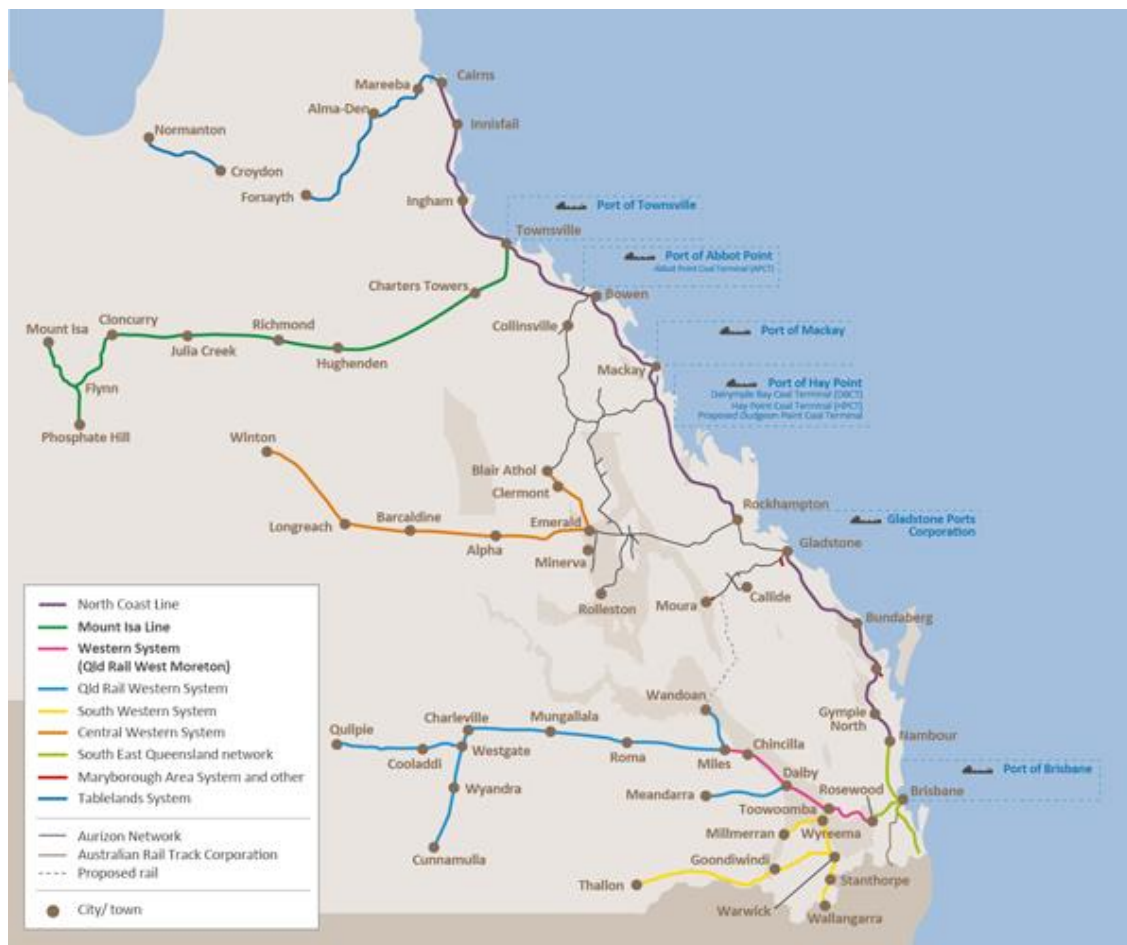 Cairns
Mareeba
Alma-Den
Innisfail
Normanton
Croydon
Forsayth
Ingham
Port of Townsville
Townsville
Port of Abbot Point
Abbot Point Coal Terminal (APCT)
Charters Towers
Bowen
Mount Isa
Cloncurry
Richmond
Collinsville
Port of Mackay
Julia Creek
Hughenden
Mackay
Flynn
Port of Hay Point
Dalrymple Bay Coal Terminal (DBCT)
Hay Point Coal Terminal (HPCT)
Proposed Dudgeon Point Coal Terminal
Phosphate Hill
Winton
Blair Athol
Clermont
Rockhampton
Longreach
Barcaldine
Emerald
Gladstone Ports
Corporation
Alpha
Minerva
Gladstone
Rolleston
Moura
Callide
Bundaberg
North Coast Line
Mount Isa Line
Western System
(Qld Rail West Moreton)
Qld Rail Western System
South Western System
Central Western System
South East Queensland network
Maryborough Area System and other
Tablelands System
Aurizon Network
Australian Rail Track Corporation
Proposed rail
City/ town
Wandoan
Gympie
North
Quilpie
Charleville
Mungallala
Nambour
Cooladdi
Westgate
Roma
Miles
Chincilla
Dalby
Port of Brisbane
Wyandra
Meandarra
Rosewood
Brisbane
Toowoomba
Millmerran
Wyreema
Cunnamulla
Goondiwindi
Thallon
Stanthorpe
Warwick
Wallangarra